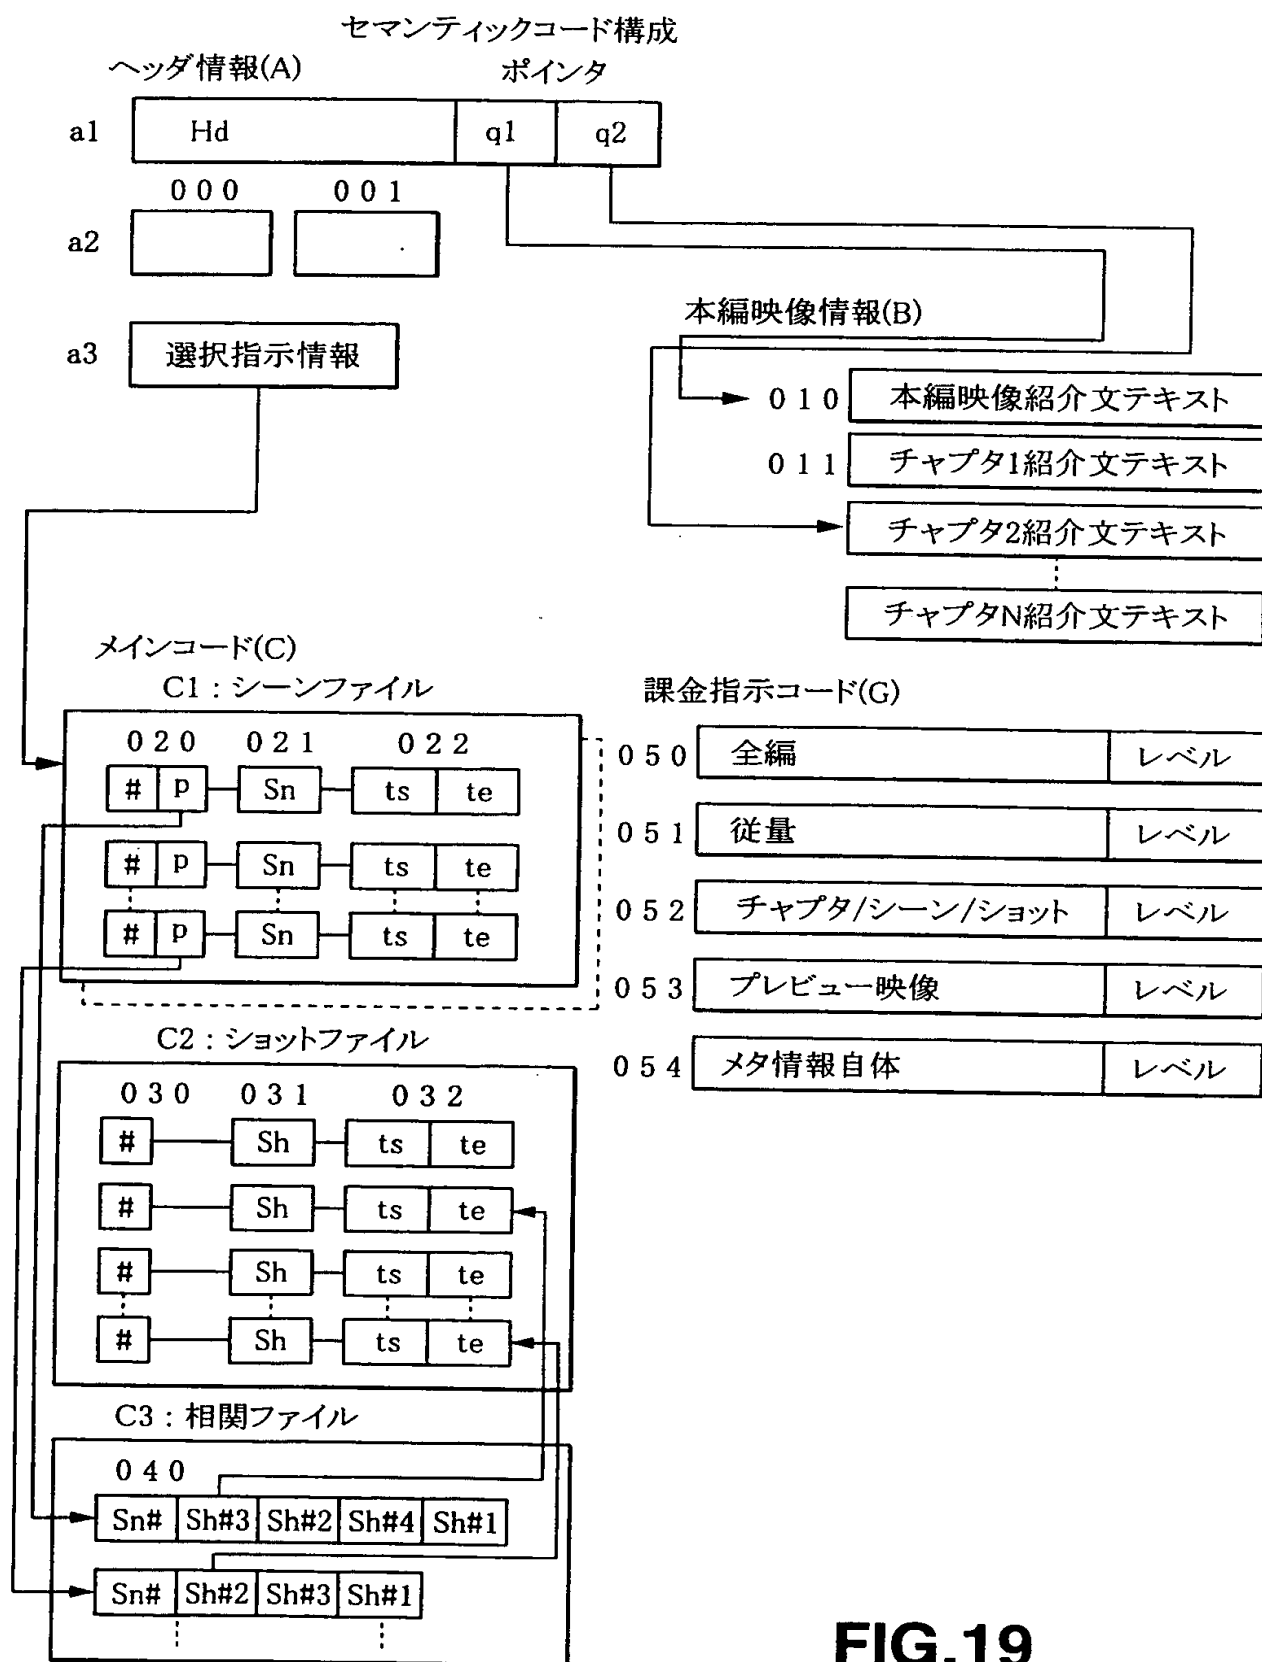 セマンティックコード構成
ヘッダ情報(A) ポインタ
a1 Hd q1 q2
000 001
a2
a3 選択指示情報
本編映像情報(B)
010 本編映像紹介文テキスト
011 チャプタ1紹介文テキスト
チャプタ2紹介文テキスト
チャプタN紹介文テキスト
メインコード(C)
C1:シーンファイル
020 021 022
# p Sn ts te
# p Sn ts te
# p Sn ts te
課金指示コード(G)
050 全編 レベル
051 従量 レベル
052 チャプタ/シーン/ショット レベル
053 プレビュー映像 レベル
054 メタ情報自体 レベル
C2:ショットファイル
030 031 032
# Sh ts te
# Sh ts te
# Sh ts te
# Sh ts te
C3:相関ファイル
040
Sn# Sh#3 Sh#2 Sh#4 Sh#1
Sn# Sh#2 Sh#3 Sh#1
FIG.19